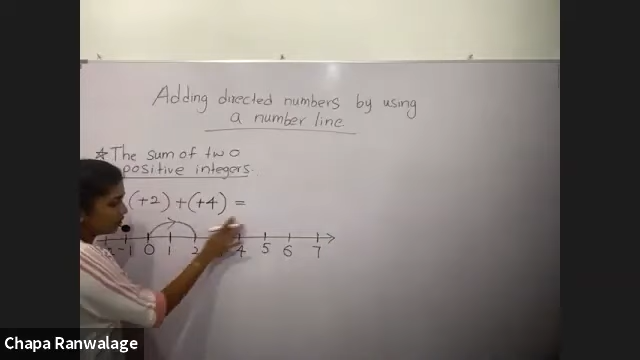 Adding directed numbers by using
a number line.
☆ The sum of two
positive integers.
(+2) + (+4) =
-1 0 1 2 4 5 6 7
Chapa Ranwalage